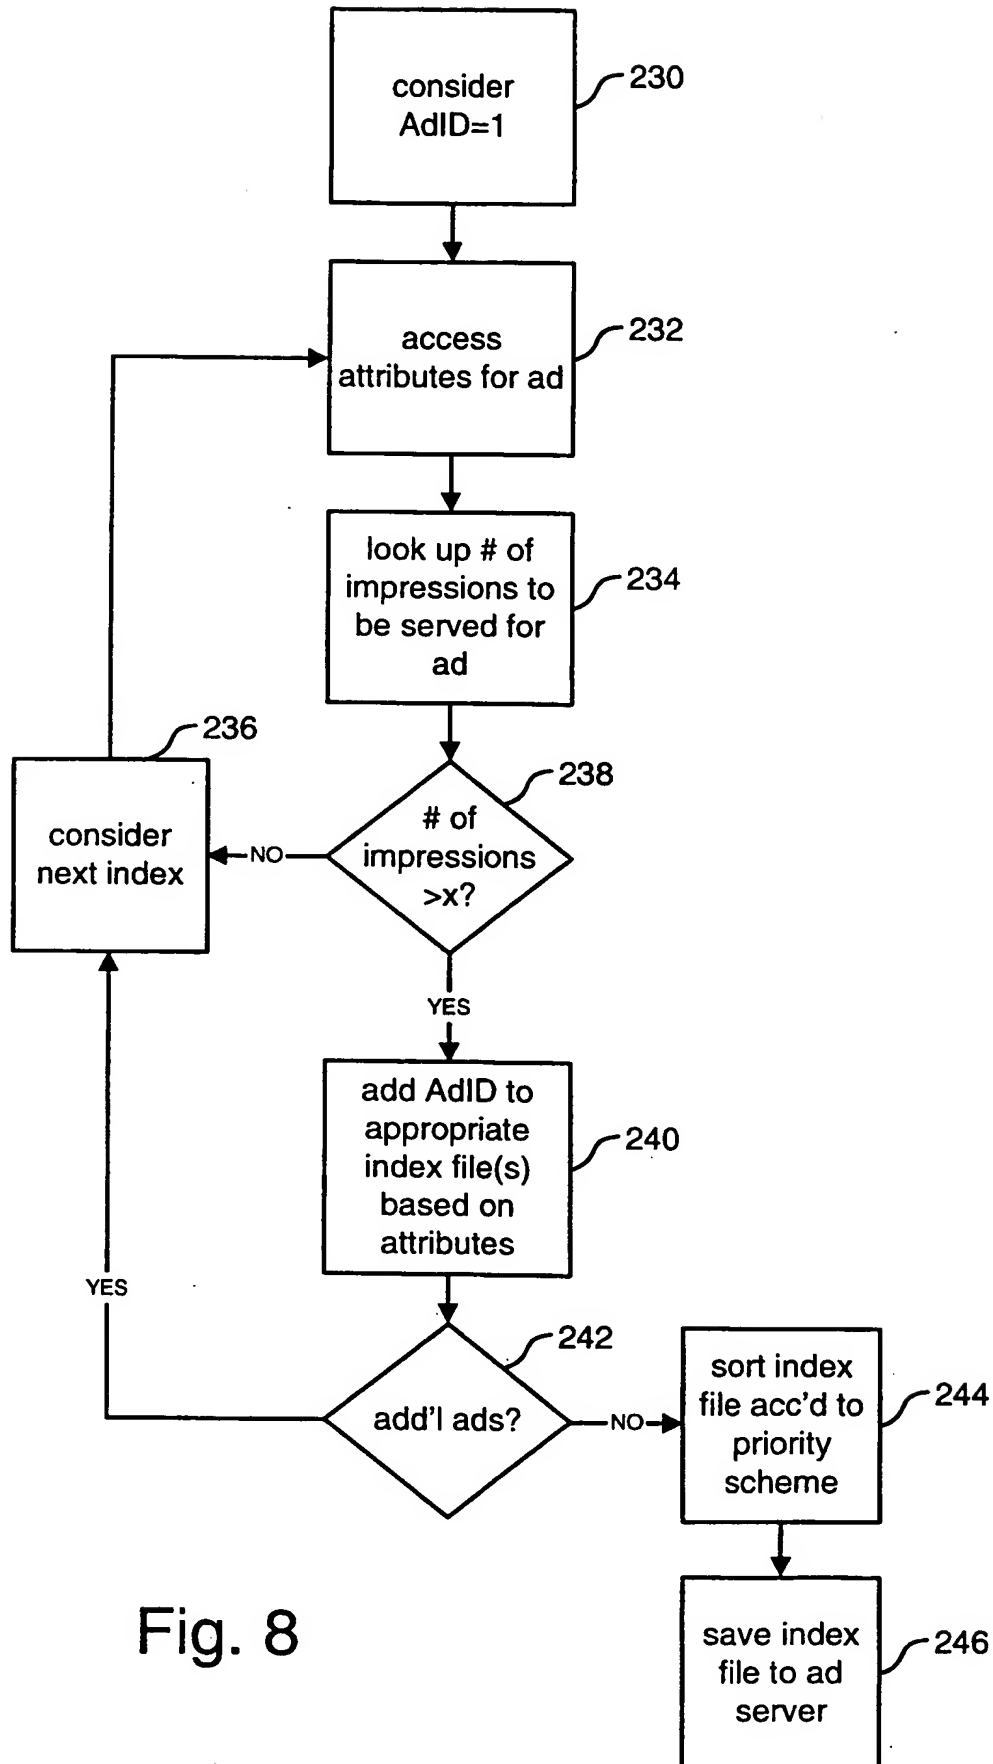 consider
AdID=1
230
access
attributes for ad
232
look up # of
impressions to
be served for
ad
234
236
consider
next index
NO
# of
impressions
>x?
238
YES
add AdID to
appropriate
index file(s)
based on
attributes
240
YES
add'l ads?
242
NO
sort index
file acc'd to
priority
scheme
244
save index
file to ad
server
246
Fig. 8